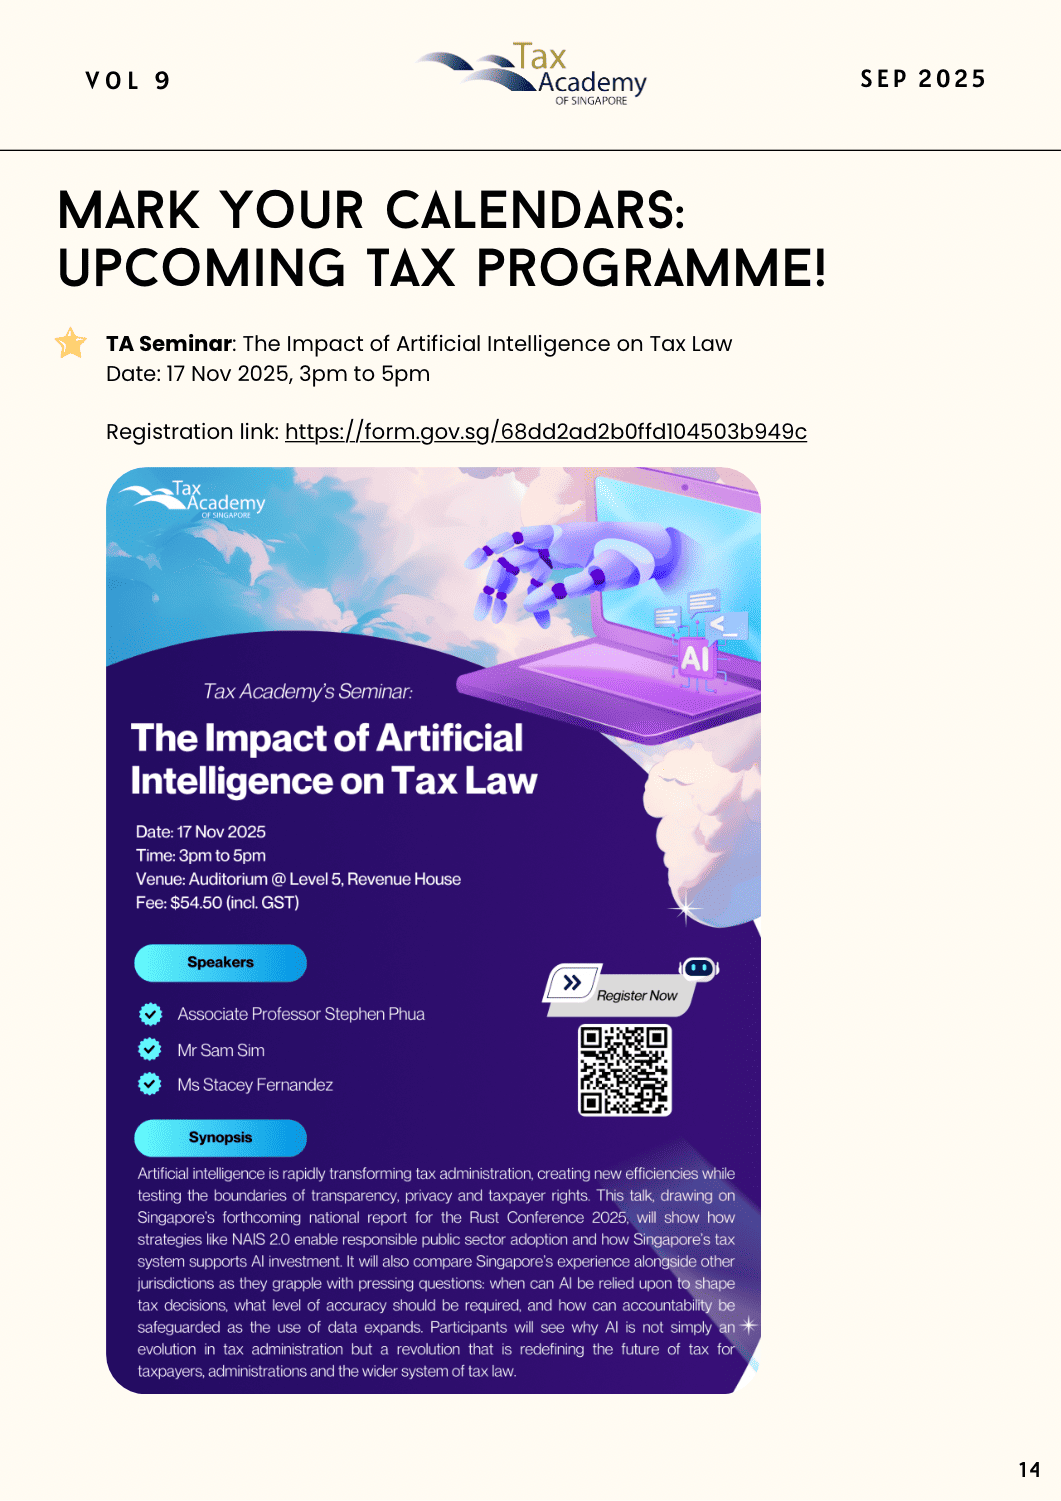 VOL 9
Tax
Academy
OF SINGAPORE
SEP 2025
MARK YOUR CALENDARS:
UPCOMING TAX PROGRAMME!
TA Seminar: The Impact of Artificial Intelligence on Tax Law
Date: 17 Nov 2025, 3pm to 5pm
Registration link: https://form.gov.sg/68dd2ad2b0ffd104503b949c
Tax
Academy
OF SINGAPORE
<_
AI
Tax Academy's Seminar:
The Impact of Artificial
Intelligence on Tax Law
Date: 17 Nov 2025
Time: 3pm to 5pm
Venue: Auditorium @ Level 5, Revenue House
Fee: $54.50 (incl. GST)
Speakers
Associate Professor Stephen Phua
Mr Sam Sim
Ms Stacey Fernandez
Register Now
Synopsis
Artificial intelligence is rapidly transforming tax administration, creating new efficiencies while
testing the boundaries of transparency, privacy and taxpayer rights. This talk, drawing on
Singapore's forthcoming national report for the Rust Conference 2025, will show how
strategies like NAIS 2.0 enable responsible public sector adoption and how Singapore's tax
system supports AI investment. It will also compare Singapore's experience alongside other
jurisdictions as they grapple with pressing questions: when can AI be relied upon to shape
tax decisions, what level of accuracy should be required, and how can accountability be
safeguarded as the use of data expands. Participants will see why AI is not simply an
evolution in tax administration but a revolution that is redefining the future of tax for
taxpayers, administrations and the wider system of tax law.
14